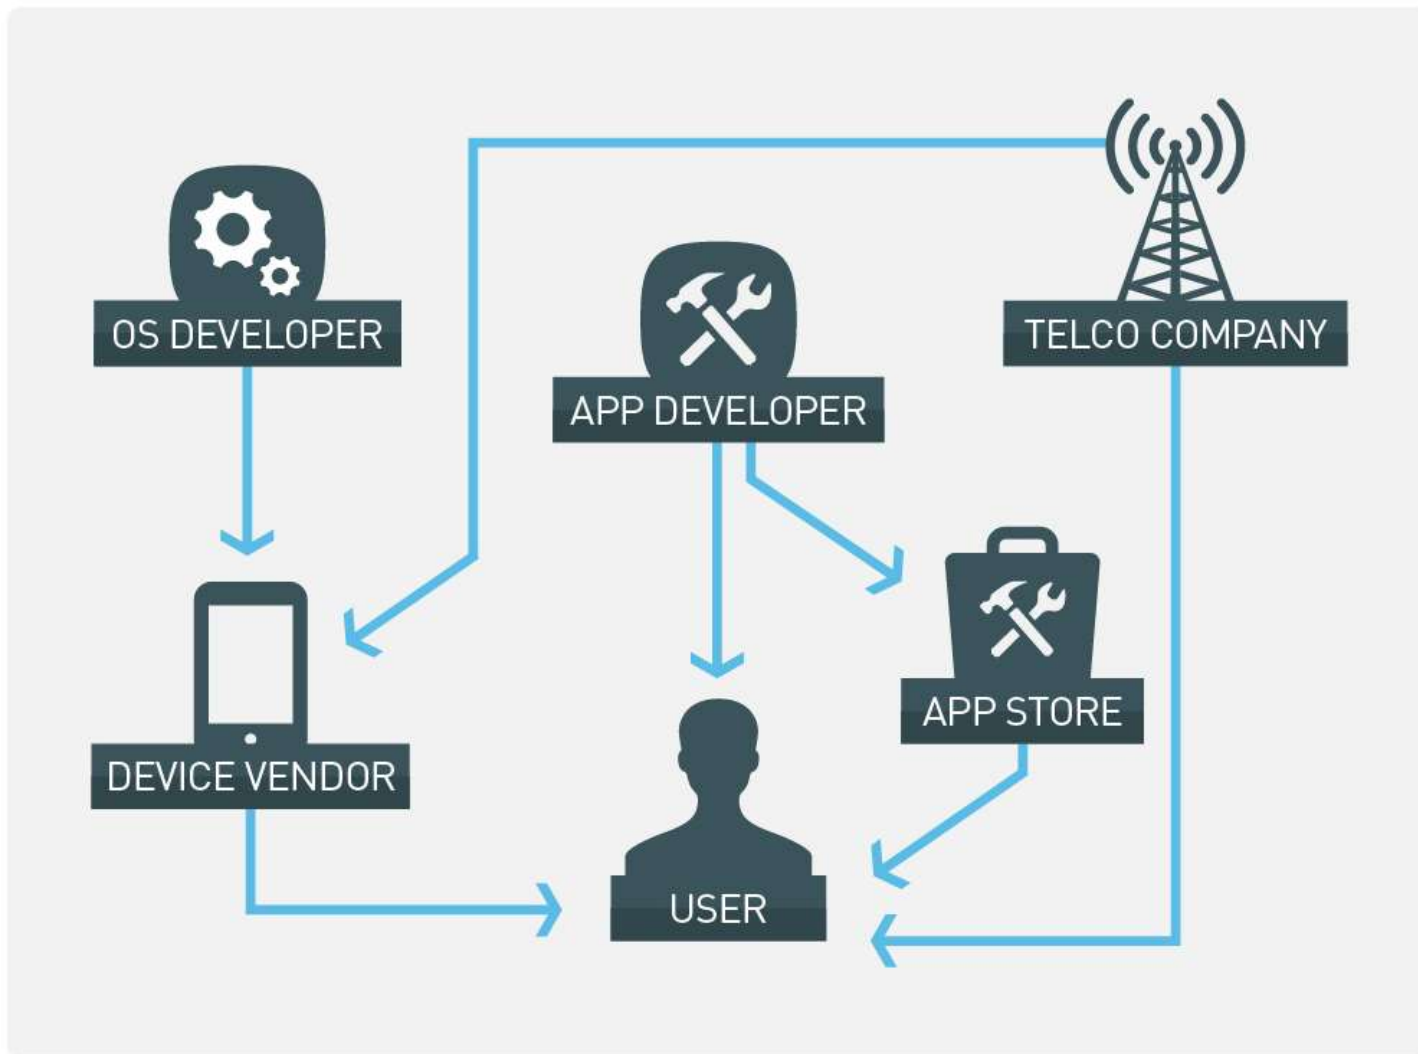 OS DEVELOPER
TELCO COMPANY
APP DEVELOPER
APP STORE
DEVICE VENDOR
USER